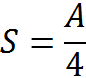 S = A/4